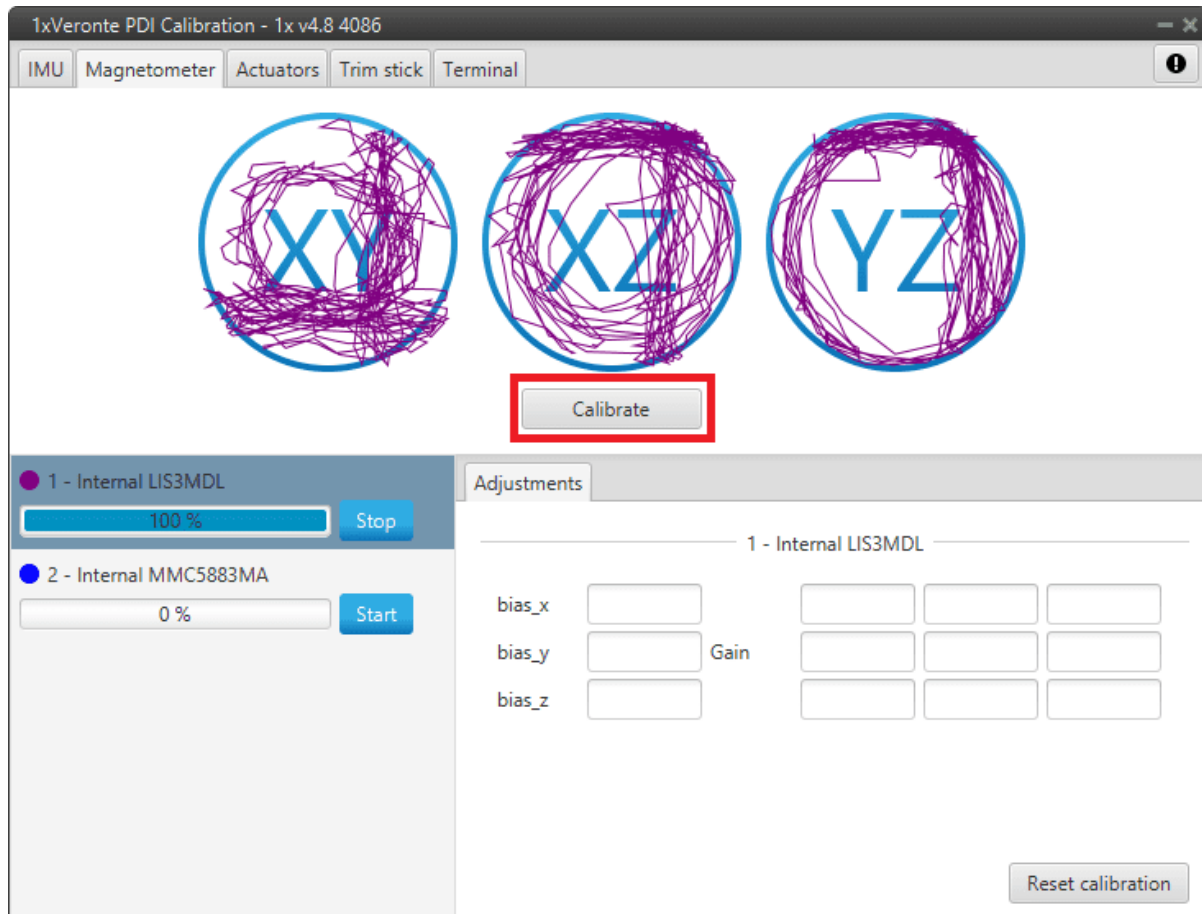 1xVeronte PDI Calibration - 1x v4.8 4086
IMU Magnetometer Actuators Trim stick Terminal
XY XZ YZ
Calibrate
1 - Internal LIS3MDL
100 %
Stop
2 - Internal MMC5883MA
0 %
Start
Adjustments
1 - Internal LIS3MDL
bias_x
bias_y Gain
bias_z
Reset calibration